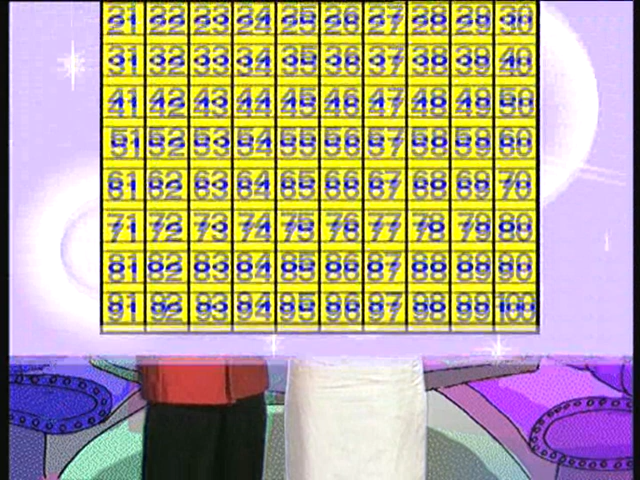 21 22 23 24 25 26 27 28 29 30
31 32 33 34 35 36 37 38 39 40
41 42 43 44 45 46 47 48 49 50
51 52 53 54 55 56 57 58 59 60
61 62 63 64 65 66 67 68 69 70
71 72 73 74 75 76 77 78 79 80
81 82 83 84 85 86 87 88 89 90
91 92 93 94 95 96 97 98 99 100